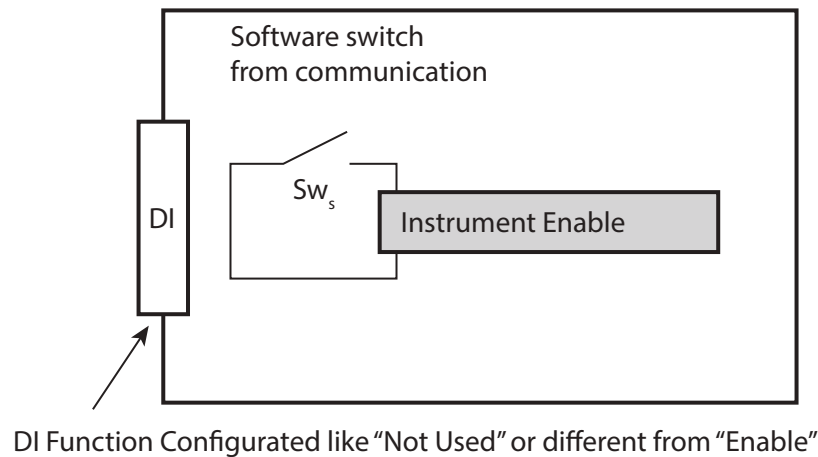 Software switch
from communication
Sws
DI
Instrument Enable
DI Function Configurated like “Not Used” or different from “Enable”